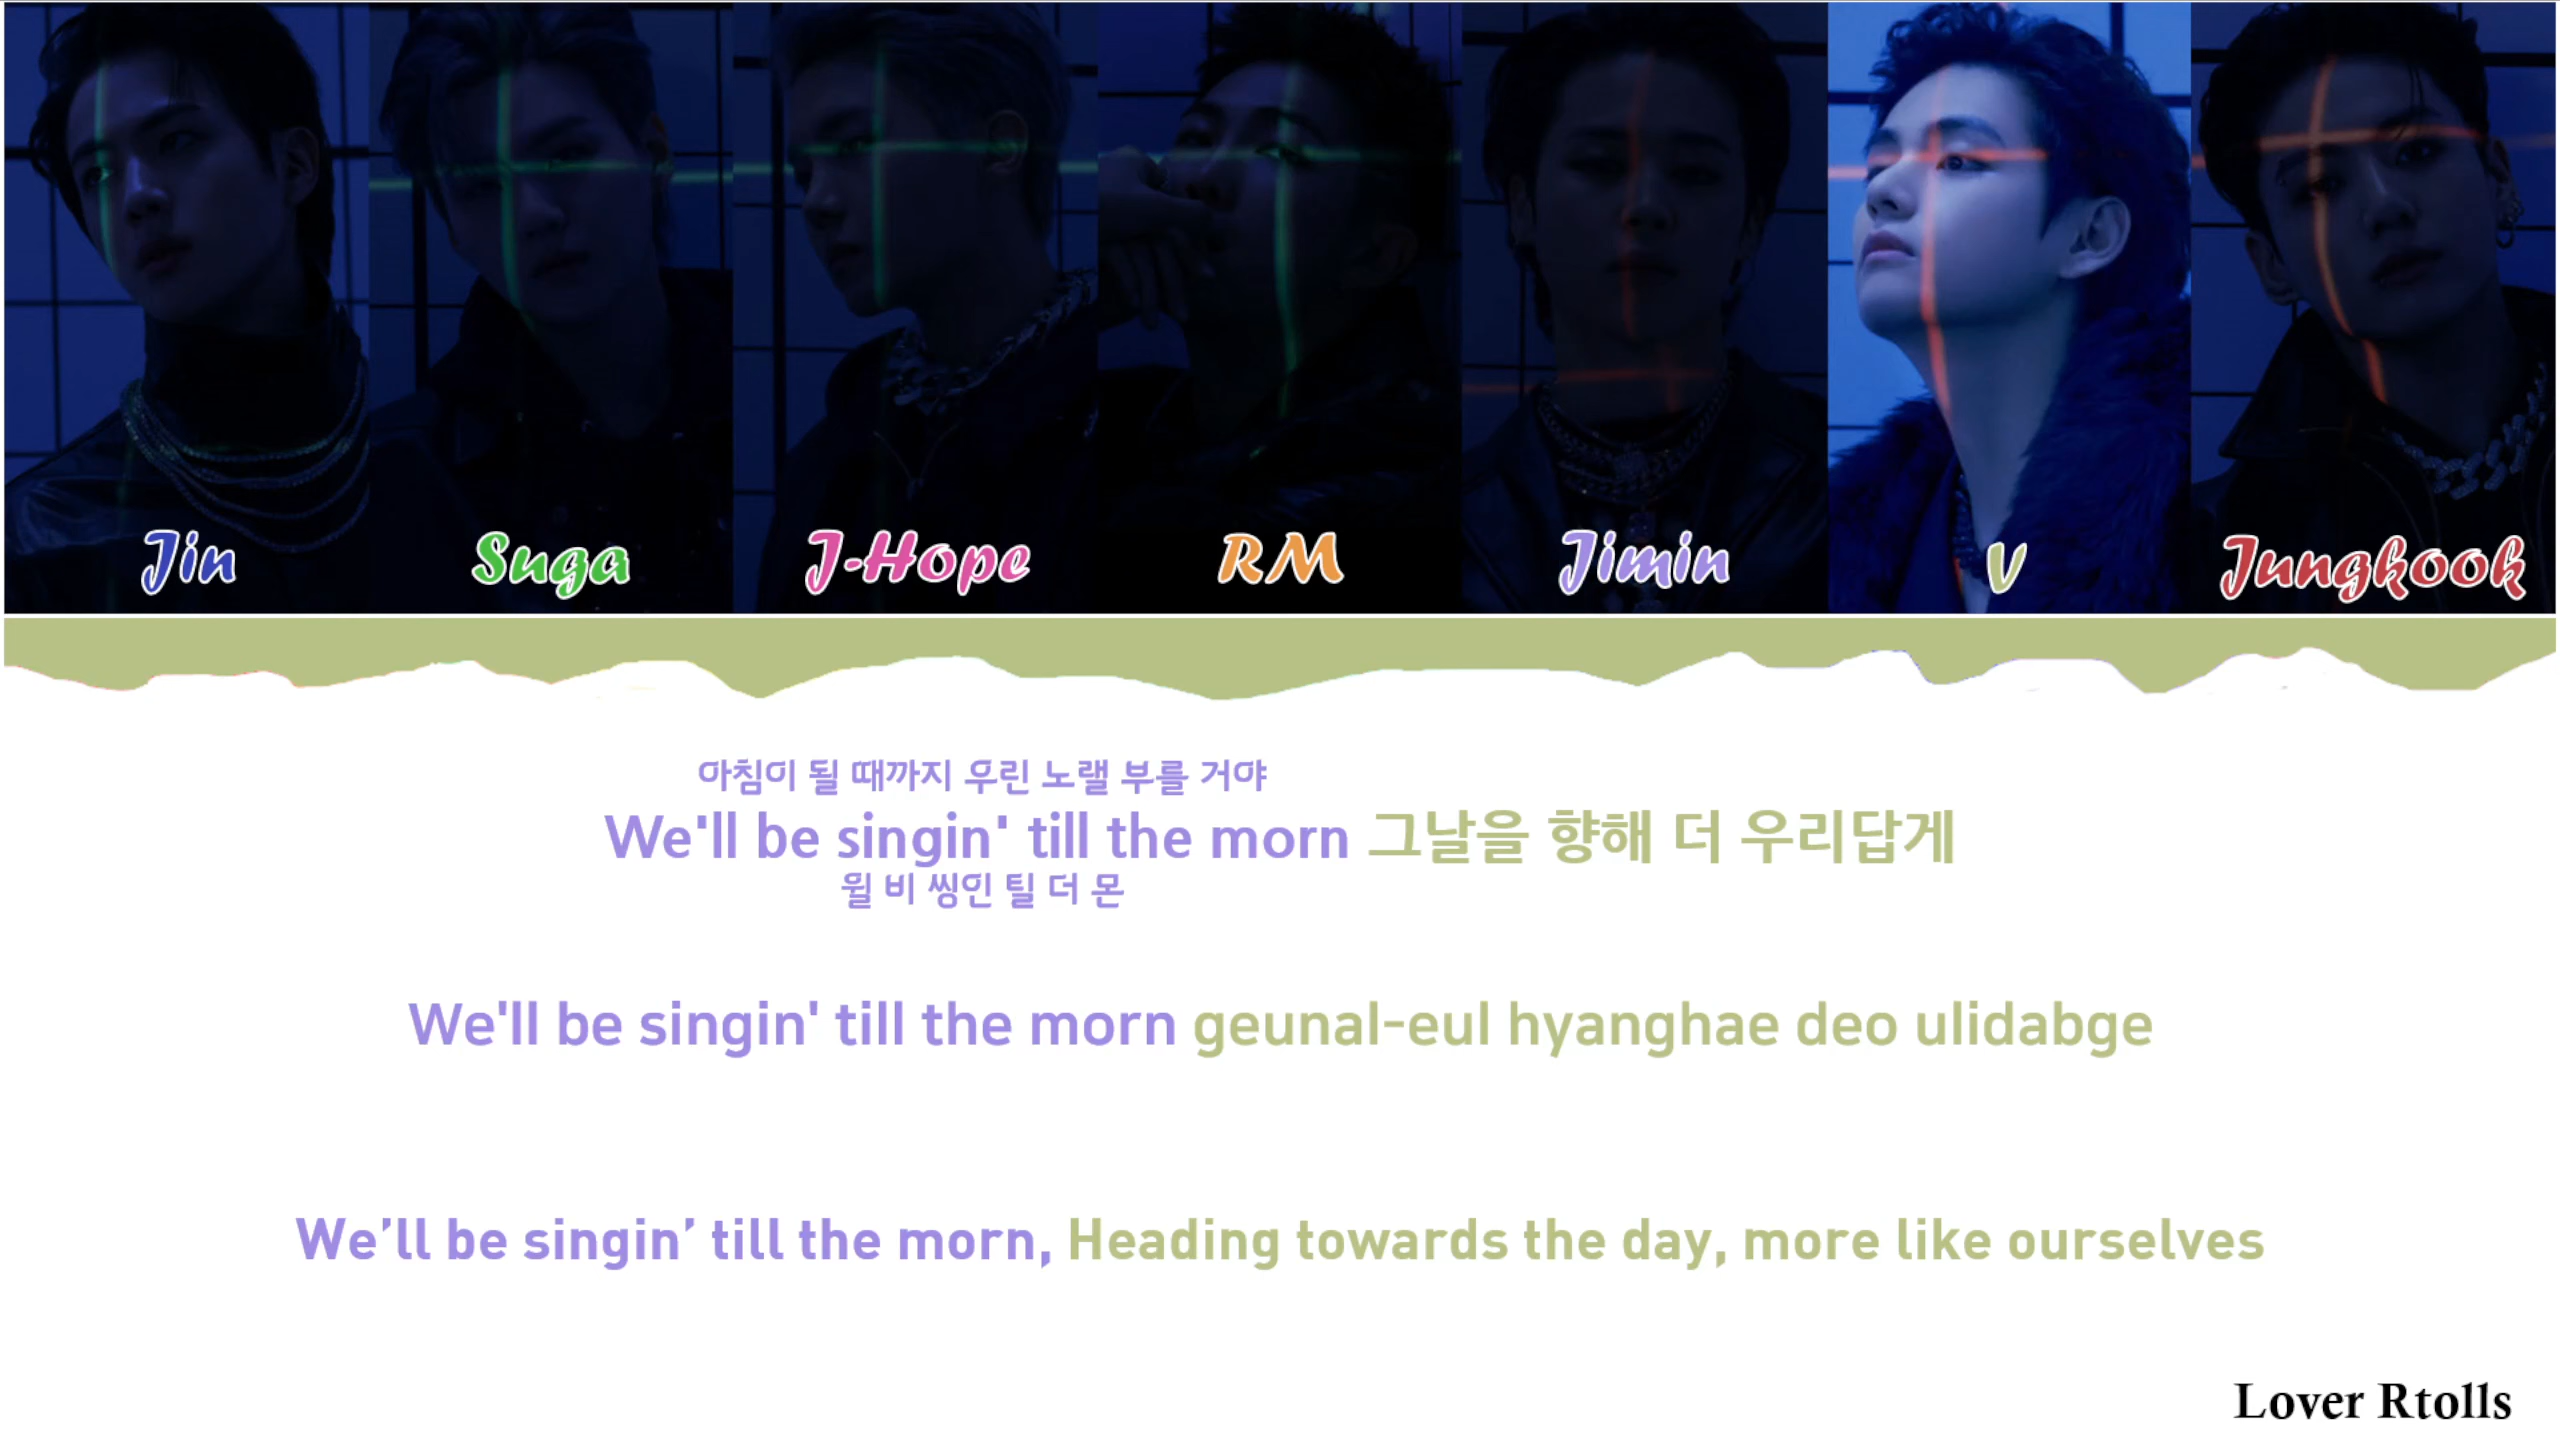 Jin Suga J-Hope RM Jimin V Jungkook
아침이 될 때까지 우린 노랠 부를 거야
We'll be singin' till the morn 그날을 향해 더 우리답게
윌 비 씽인 틸 더 몬
We'll be singin' till the morn geunal-eul hyanghae deo ulidabge
We’ll be singin’ till the morn, Heading towards the day, more like ourselves
Lover Rtolls